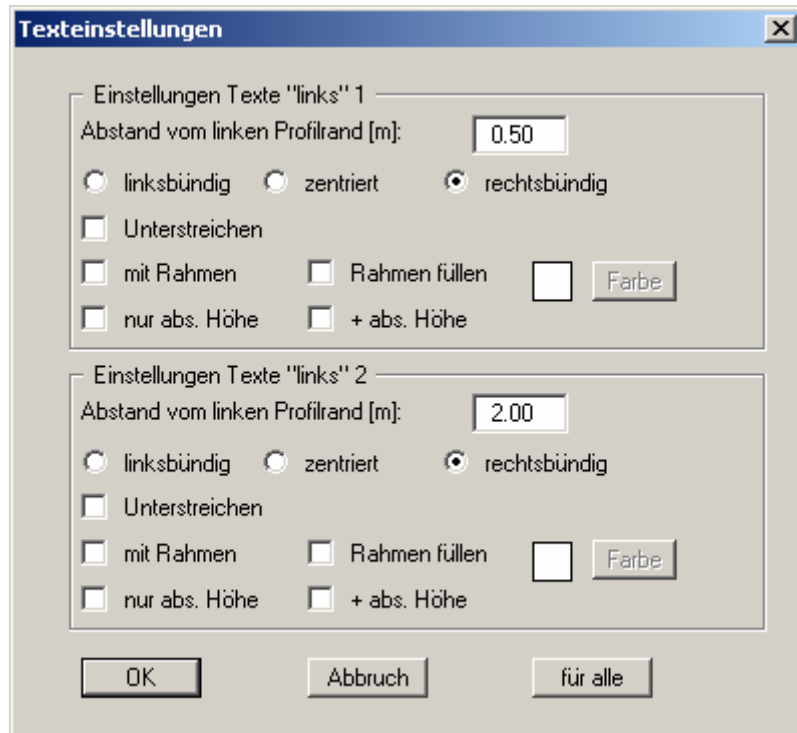 Texteinstellungen
Einstellungen Texte "links" 1
Abstand vom linken Profilrand [m]: 0.50
linksbündig zentriert rechtsbündig
Unterstreichen
mit Rahmen Rahmen füllen Farbe
nur abs. Höhe + abs. Höhe
Einstellungen Texte "links" 2
Abstand vom linken Profilrand [m]: 2.00
linksbündig zentriert rechtsbündig
Unterstreichen
mit Rahmen Rahmen füllen Farbe
nur abs. Höhe + abs. Höhe
OK Abbruch für alle